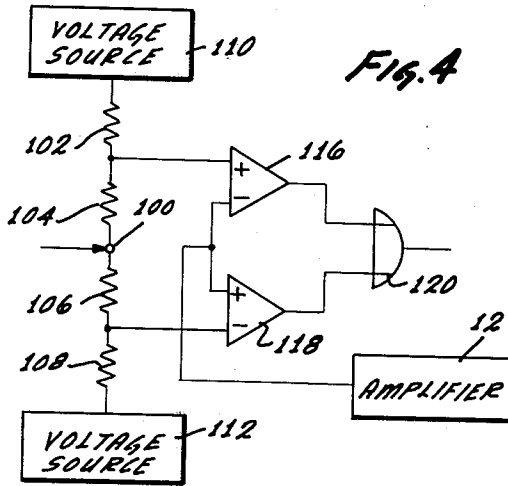 VOLTAGE
SOURCE
110
Fig. 4
102
116
+
-
104
100
120
106
+
-
118
108
12
AMPLIFIER
VOLTAGE
SOURCE
112